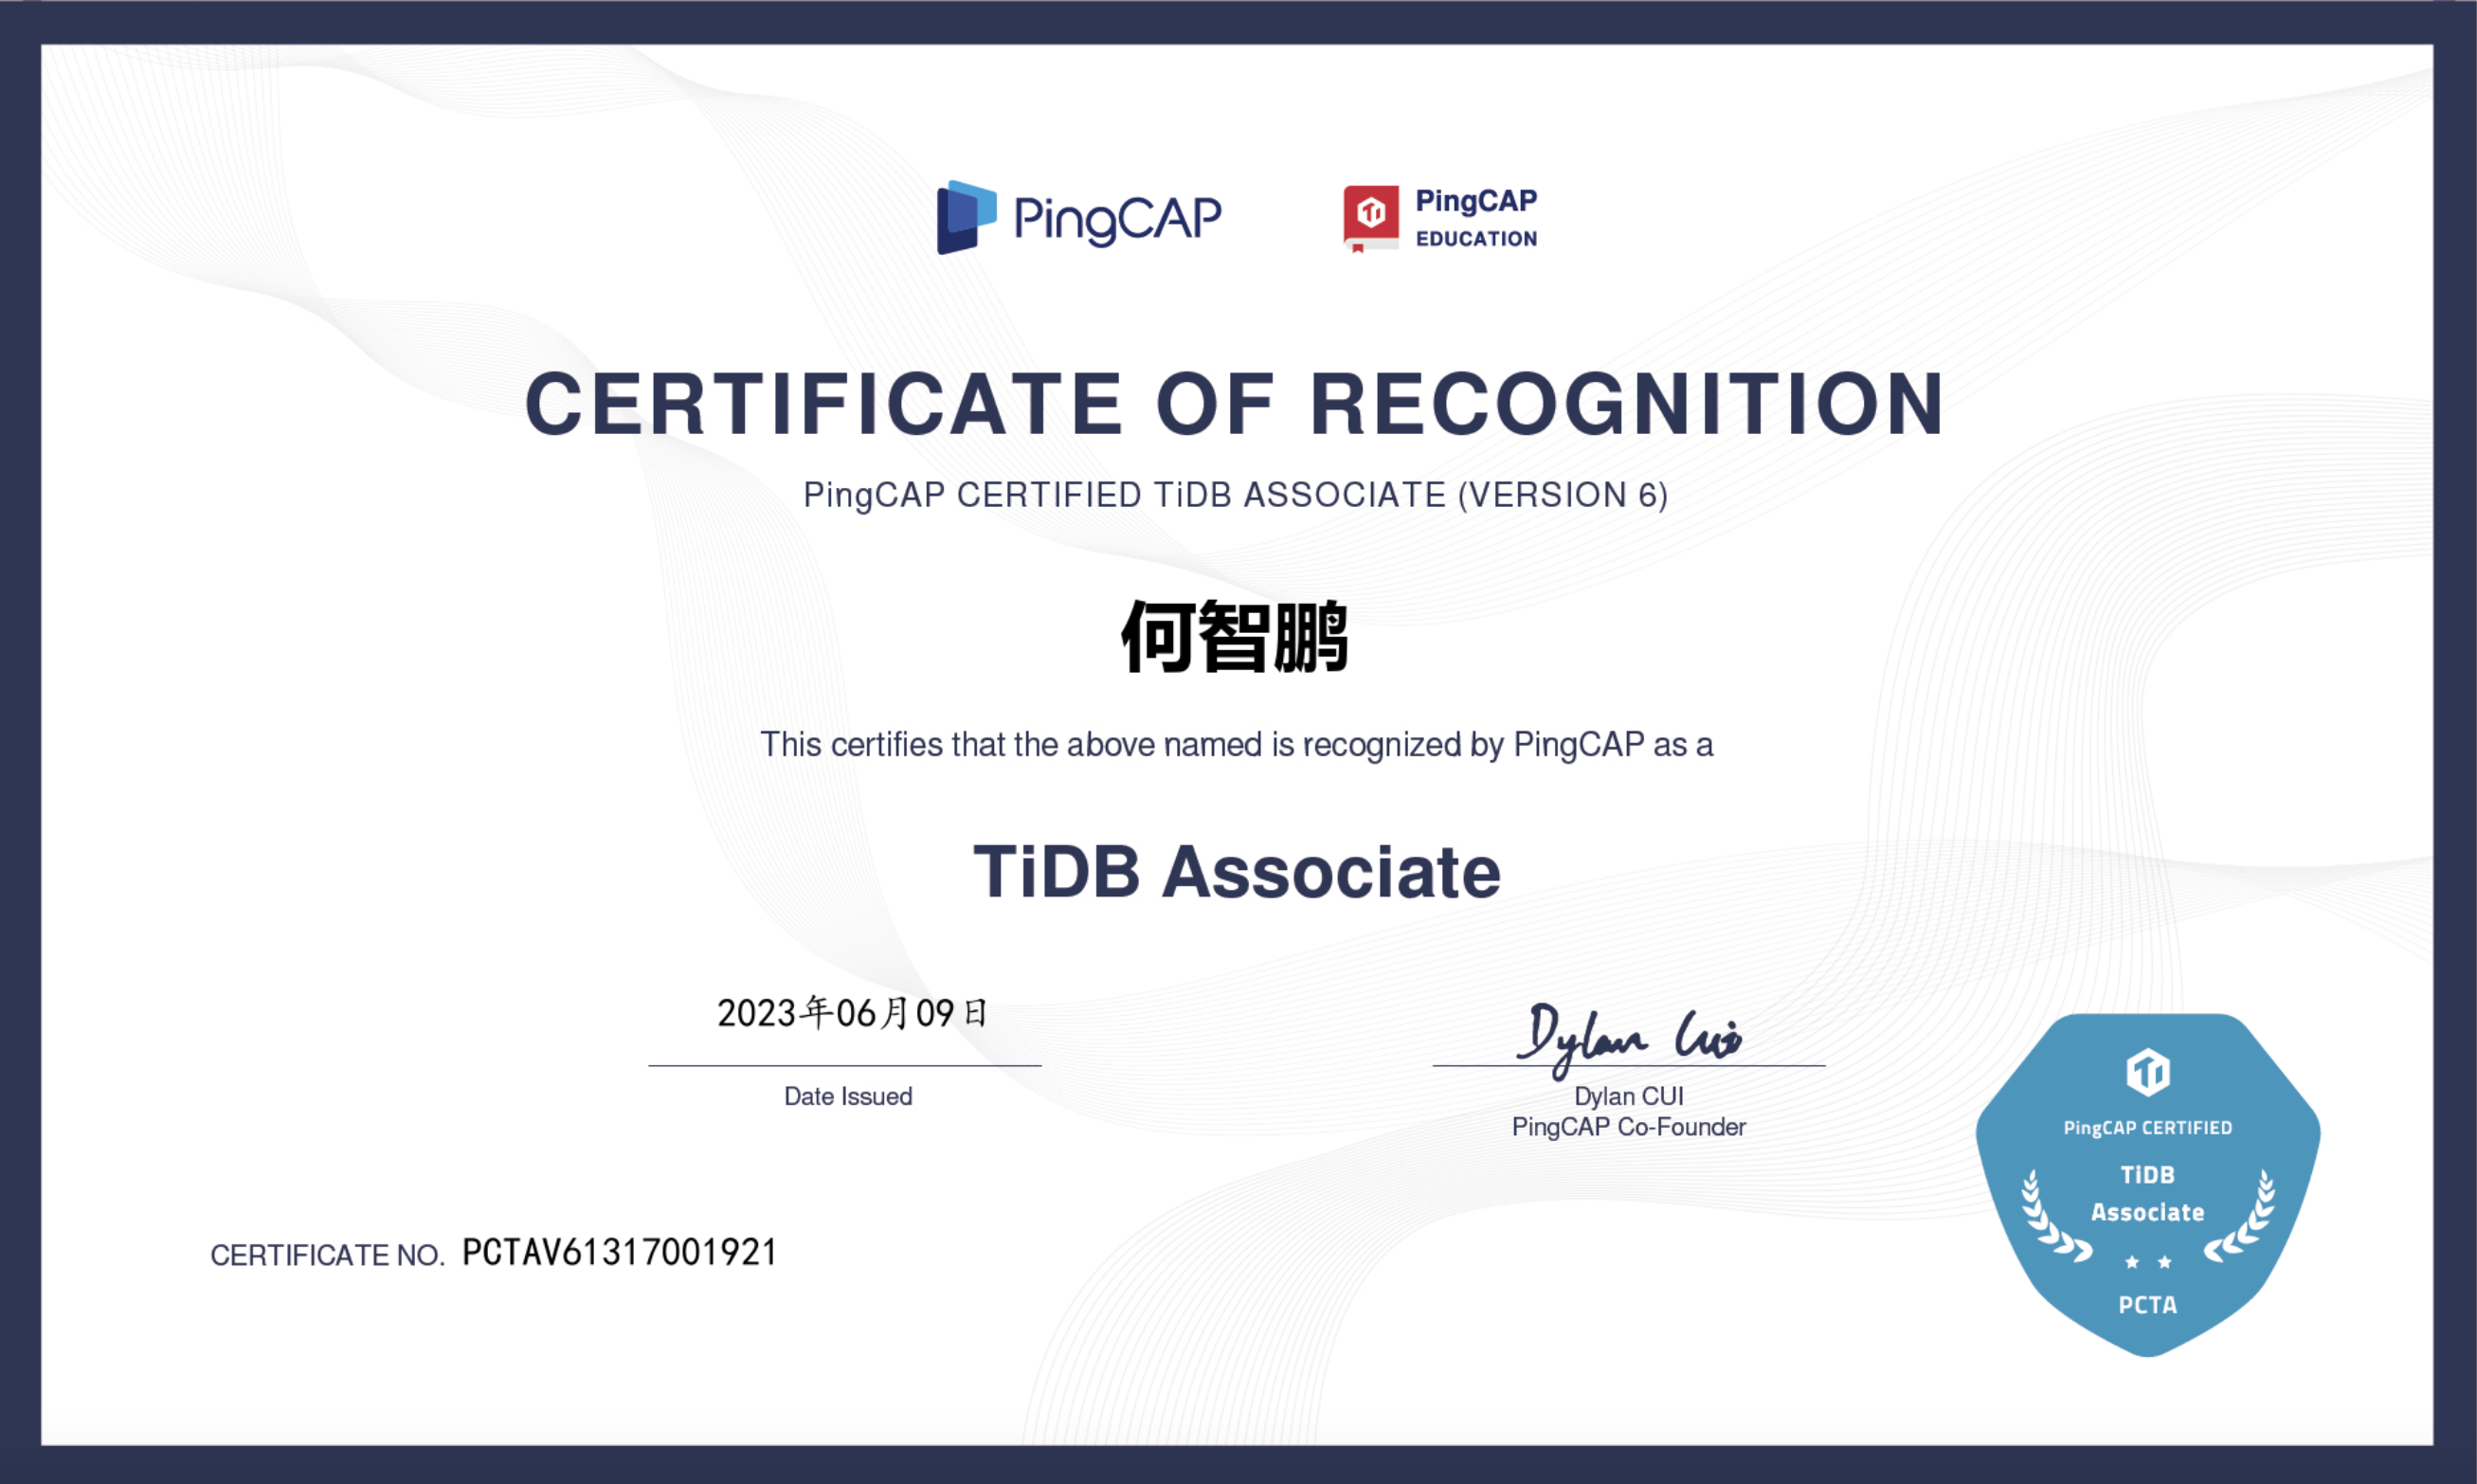 PingCAP
PingCAP
EDUCATION
CERTIFICATE OF RECOGNITION
PingCAP CERTIFIED TiDB ASSOCIATE (VERSION 6)
何智鹏
This certifies that the above named is recognized by PingCAP as a
TiDB Associate
2023年06月09日
Date Issued
Dylan Cui
Dylan CUI
PingCAP Co-Founder
CERTIFICATE NO. PCTAV61317001921
PingCAP CERTIFIED
TiDB
Associate
PCTA